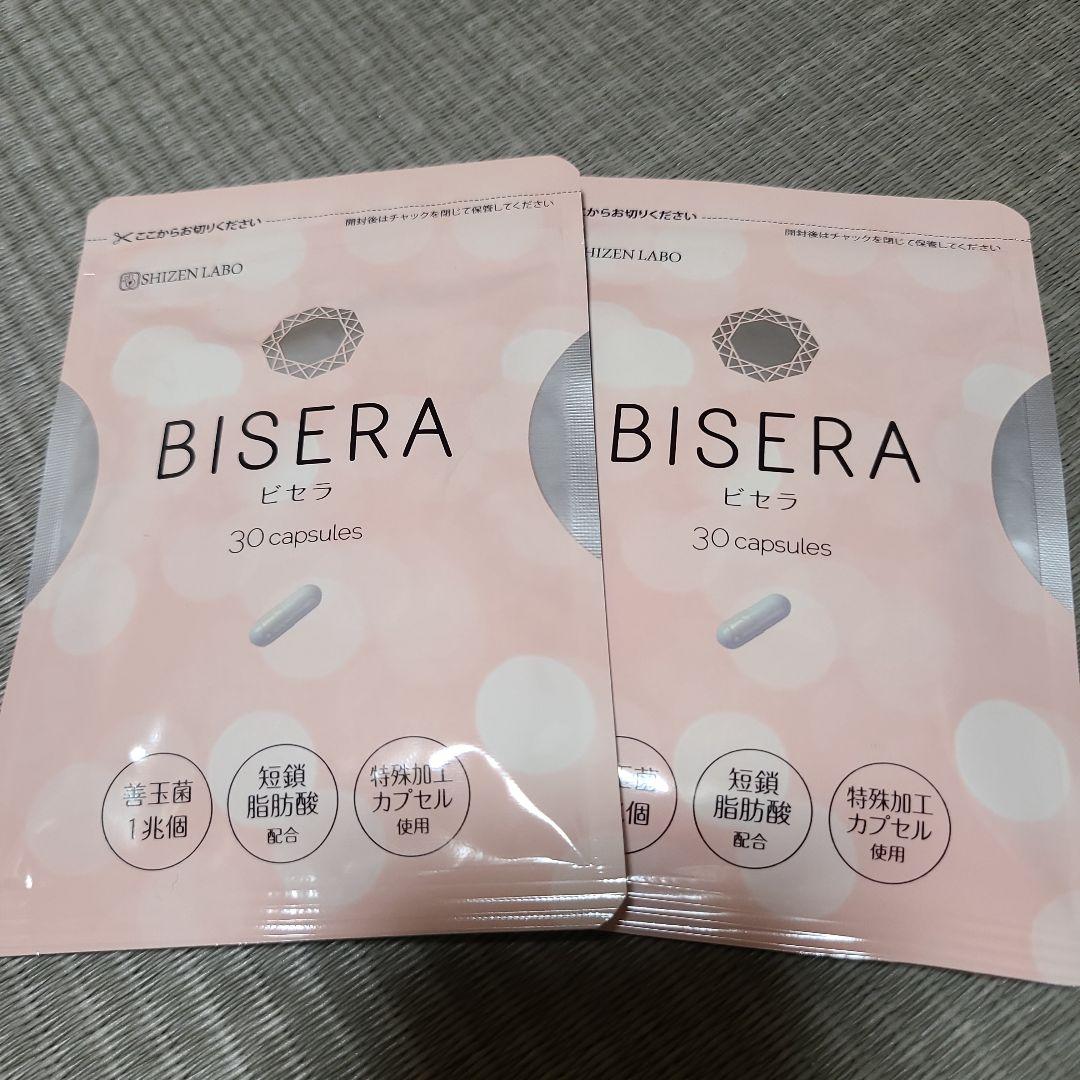 ここからお切りください
開封後はチャックを閉じて保管してください
SHIZEN LABO
BISERA
ビセラ
30 capsules
善玉菌
1兆個
短鎖
脂肪酸
配合
特殊加工
カプセル
使用
こからお切りください
開封後はチャックを閉じて保管してください
HIZEN LABO
BISERA
ビセラ
30 capsules
玉菌
個
短鎖
脂肪酸
配合
特殊加工
カプセル
使用